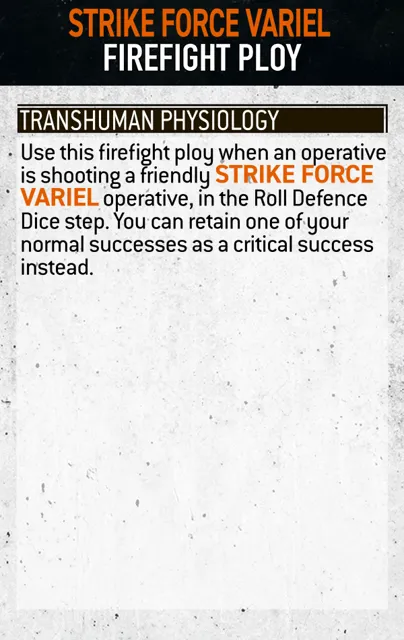 STRIKE FORCE VARIEL
FIREFIGHT PLOY
TRANSHUMAN PHYSIOLOGY
Use this firefight ploy when an operative
is shooting a friendly STRIKE FORCE
VARIEL operative, in the Roll Defence
Dice step. You can retain one of your
normal successes as a critical success
instead.